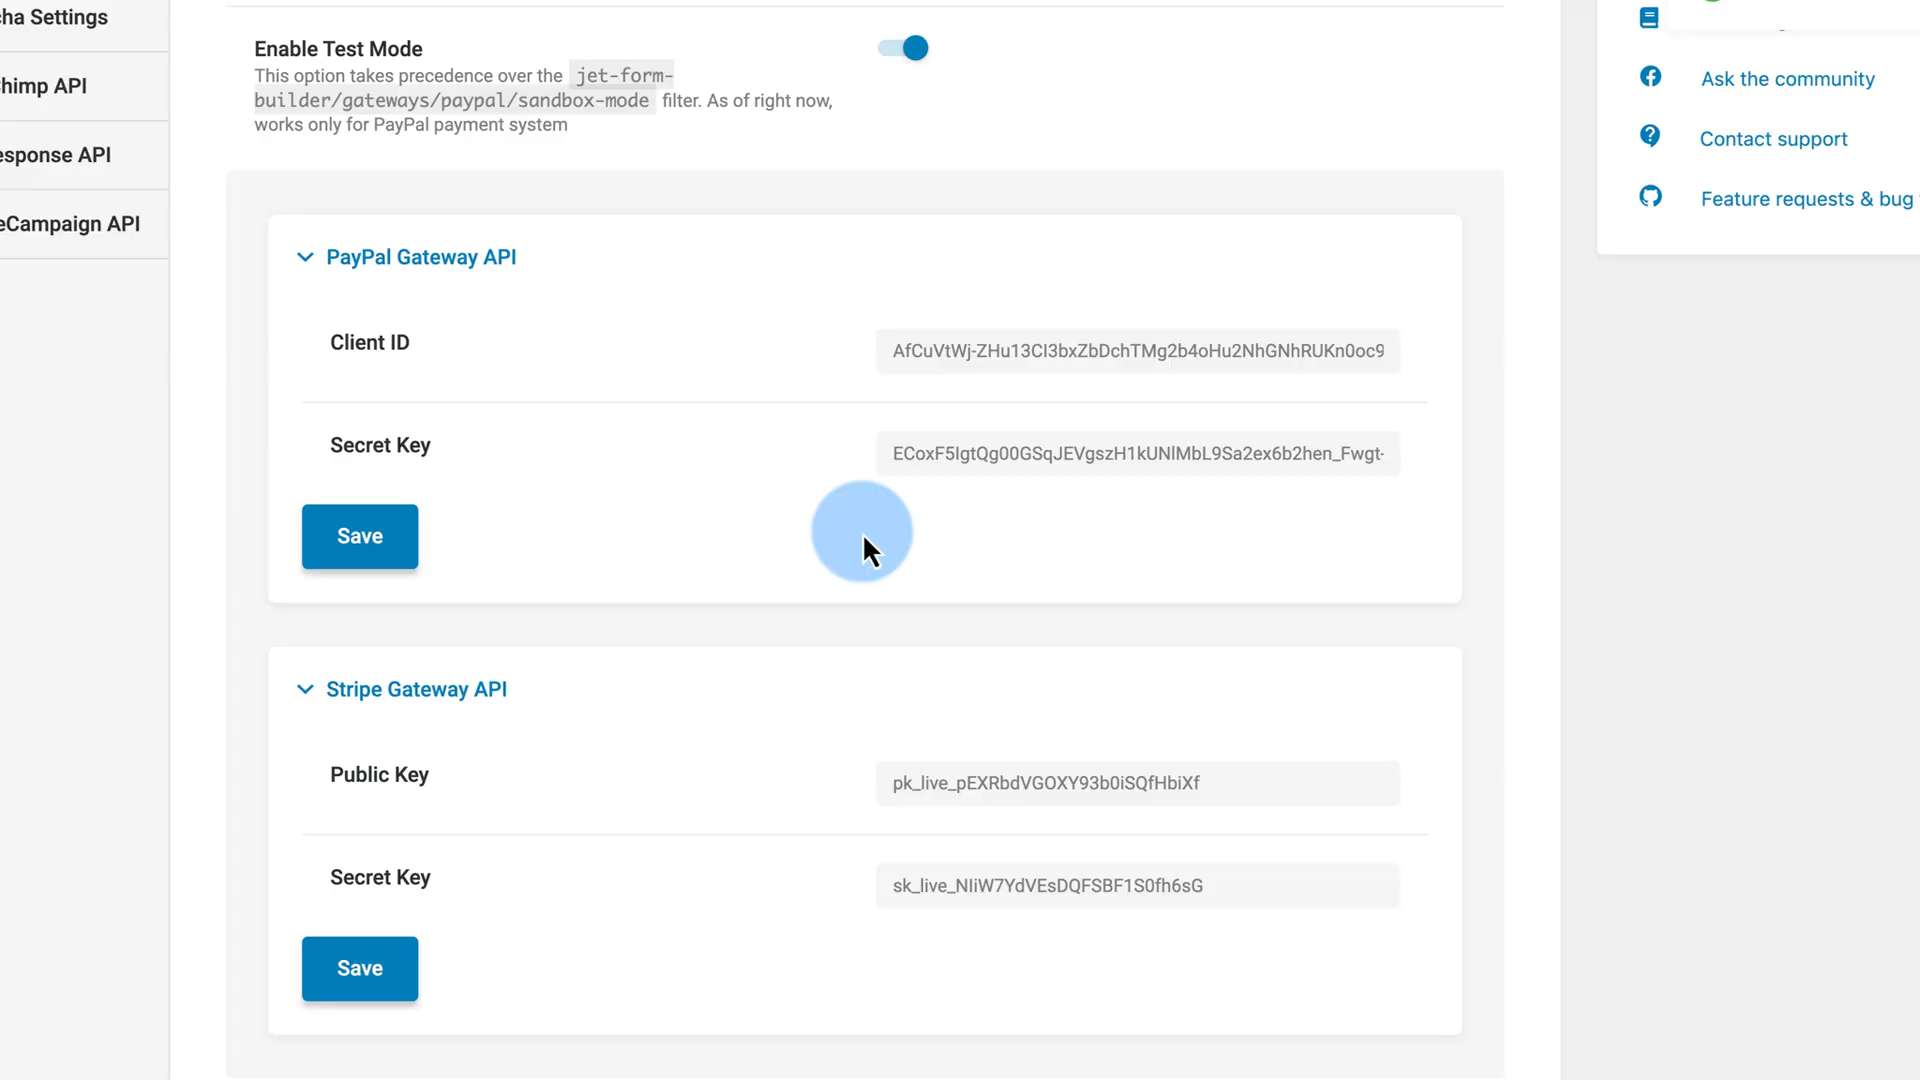 cha Settings
Enable Test Mode
This option takes precedence over the jet-form-
builder/gateways/paypal/sandbox-mode filter. As of right now,
works only for PayPal payment system
himp API
esponse API
eCampaign API
PayPal Gateway API
Client ID
AfCuVtWj-ZHu13CI3bxZbDchTMg2b4oHu2NhGNhRUKn0oc9
Secret Key
ECoxF5IgtQg00GSqJEVgszH1kUNlMbL9Sa2ex6b2hen_Fwgt-
Save
Stripe Gateway API
Public Key
pk_live_pEXRbdVGOXY93b0iSQfHbiXf
Secret Key
sk_live_NIiW7YdVEsDQFSBF1S0fh6sG
Save
Ask the community
Contact support
Feature requests & bug